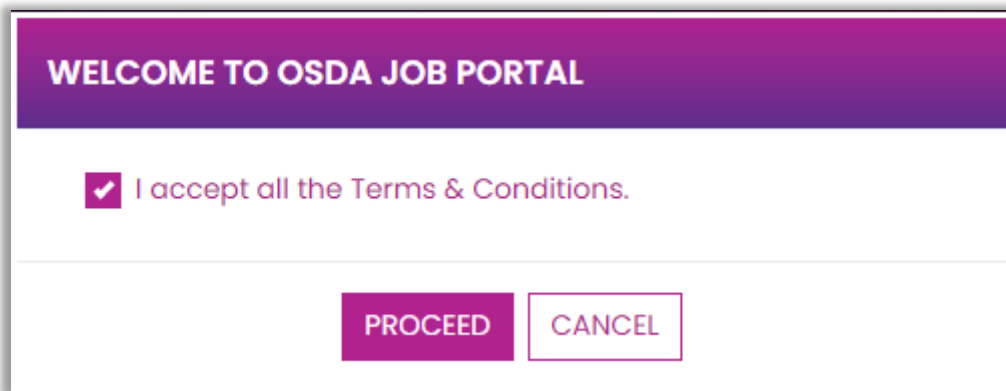 WELCOME TO OSDA JOB PORTAL
I accept all the Terms & Conditions.
PROCEED CANCEL